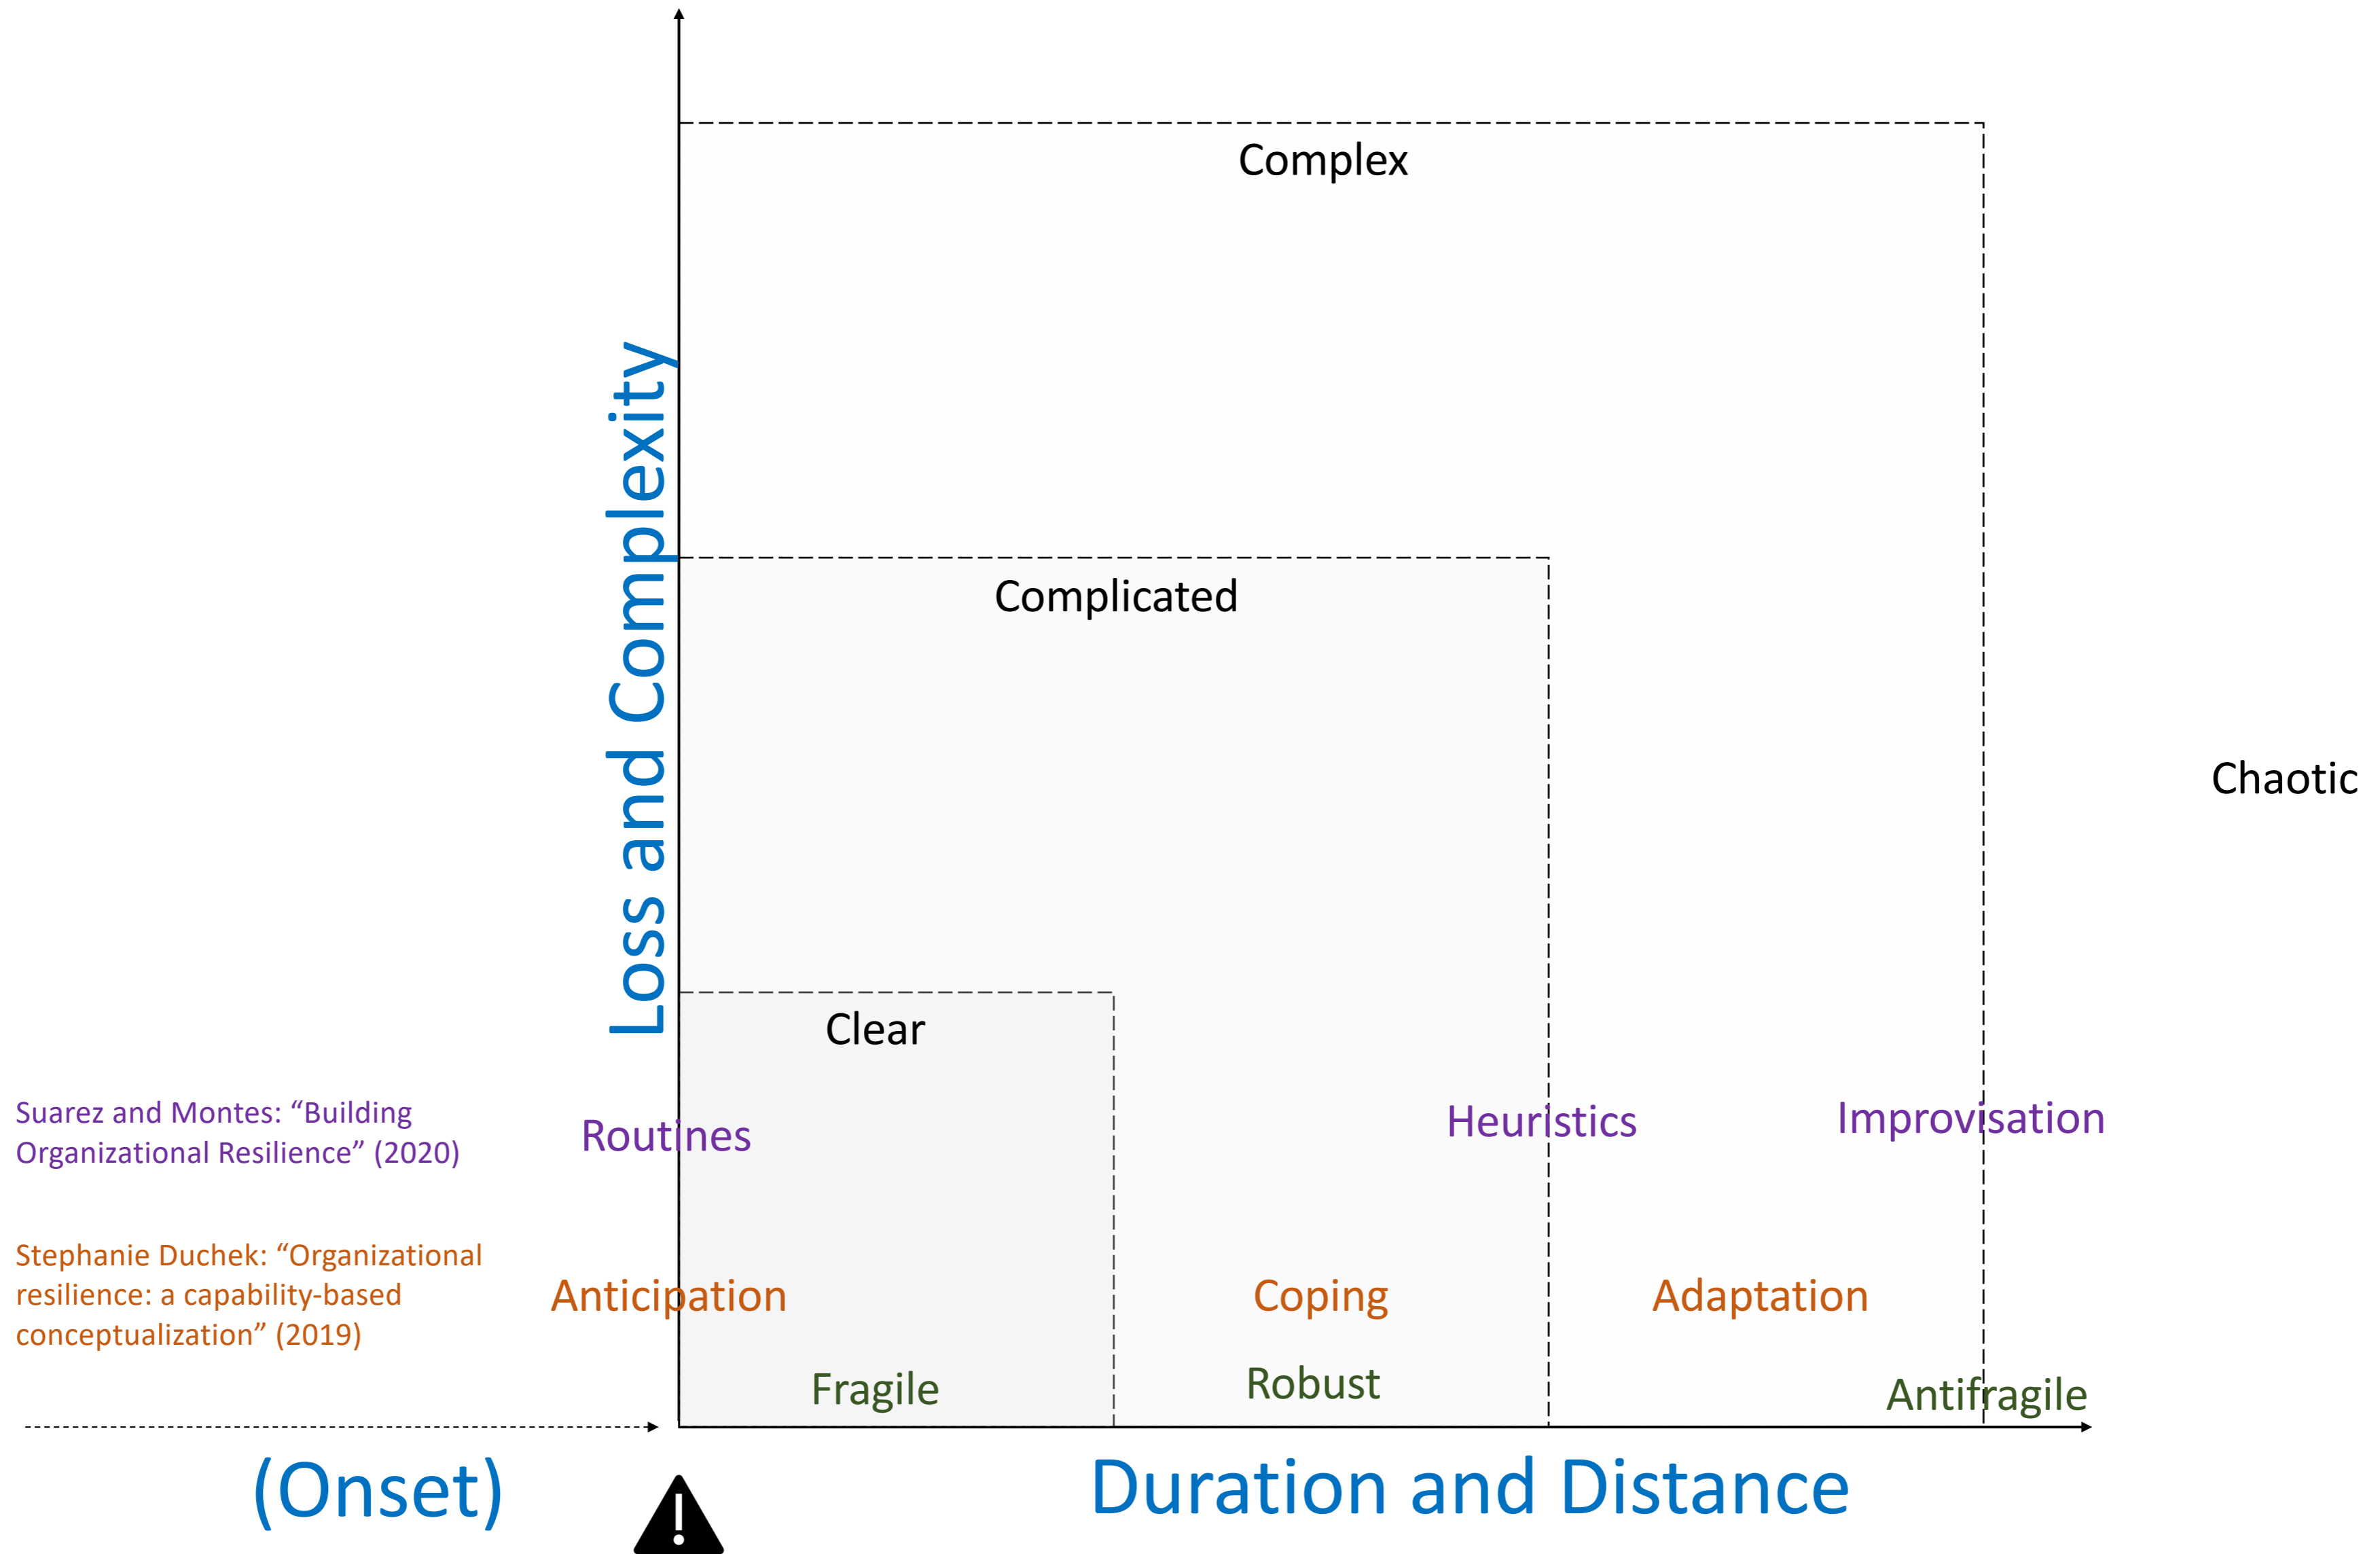 Complex
Complicated
Loss and Complexity
Chaotic
Clear
Suarez and Montes: “Building
Organizational Resilience” (2020)
Routines
Heuristics
Improvisation
Stephanie Duchek: “Organizational
resilience: a capability-based
conceptualization” (2019)
Anticipation
Coping
Adaptation
Fragile
Robust
Antifragile
(Onset)
!
Duration and Distance